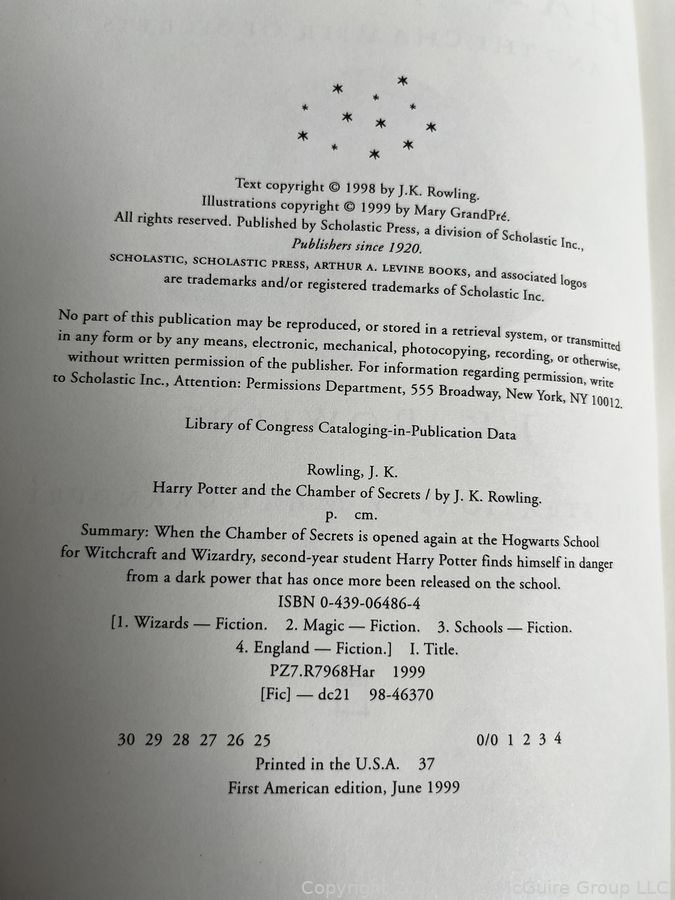 Text copyright © 1998 by J.K. Rowling.
Illustrations copyright © 1999 by Mary GrandPré.
All rights reserved. Published by Scholastic Press, a division of Scholastic Inc.,
Publishers since 1920.
SCHOLASTIC, SCHOLASTIC PRESS, ARTHUR A. LEVINE BOOKS, and associated logos
are trademarks and/or registered trademarks of Scholastic Inc.
No part of this publication may be reproduced, or stored in a retrieval system, or transmitted
in any form or by any means, electronic, mechanical, photocopying, recording, or otherwise,
without written permission of the publisher. For information regarding permission, write
to Scholastic Inc., Attention: Permissions Department, 555 Broadway, New York, NY 10012.
Library of Congress Cataloging-in-Publication Data
Rowling, J. K.
Harry Potter and the Chamber of Secrets / by J. K. Rowling.
p. cm.
Summary: When the Chamber of Secrets is opened again at the Hogwarts School
for Witchcraft and Wizardry, second-year student Harry Potter finds himself in danger
from a dark power that has once more been released on the school.
ISBN 0-439-06486-4
[1. Wizards — Fiction. 2. Magic — Fiction. 3. Schools — Fiction.
4. England — Fiction.] I. Title.
PZ7.R7968Har 1999
[Fic] — dc21 98-46370
30 29 28 27 26 25 0/0 1 2 3 4
Printed in the U.S.A. 37
First American edition, June 1999
Copyright McGuire Group LLC